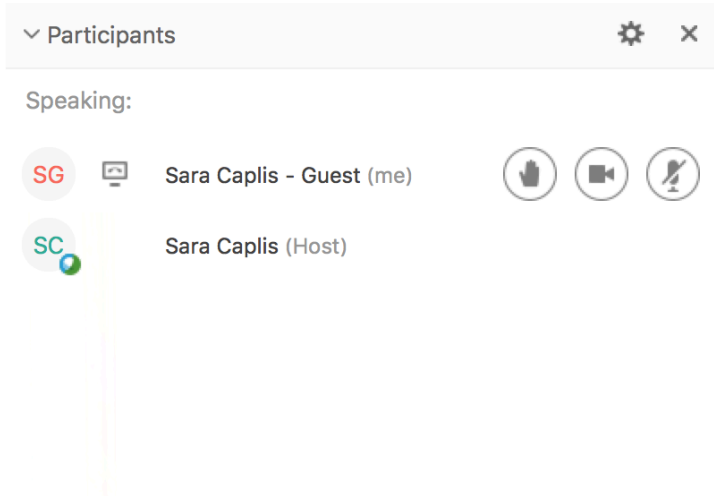 Participants
Speaking:
SG Sara Caplis - Guest (me)
SC Sara Caplis (Host)